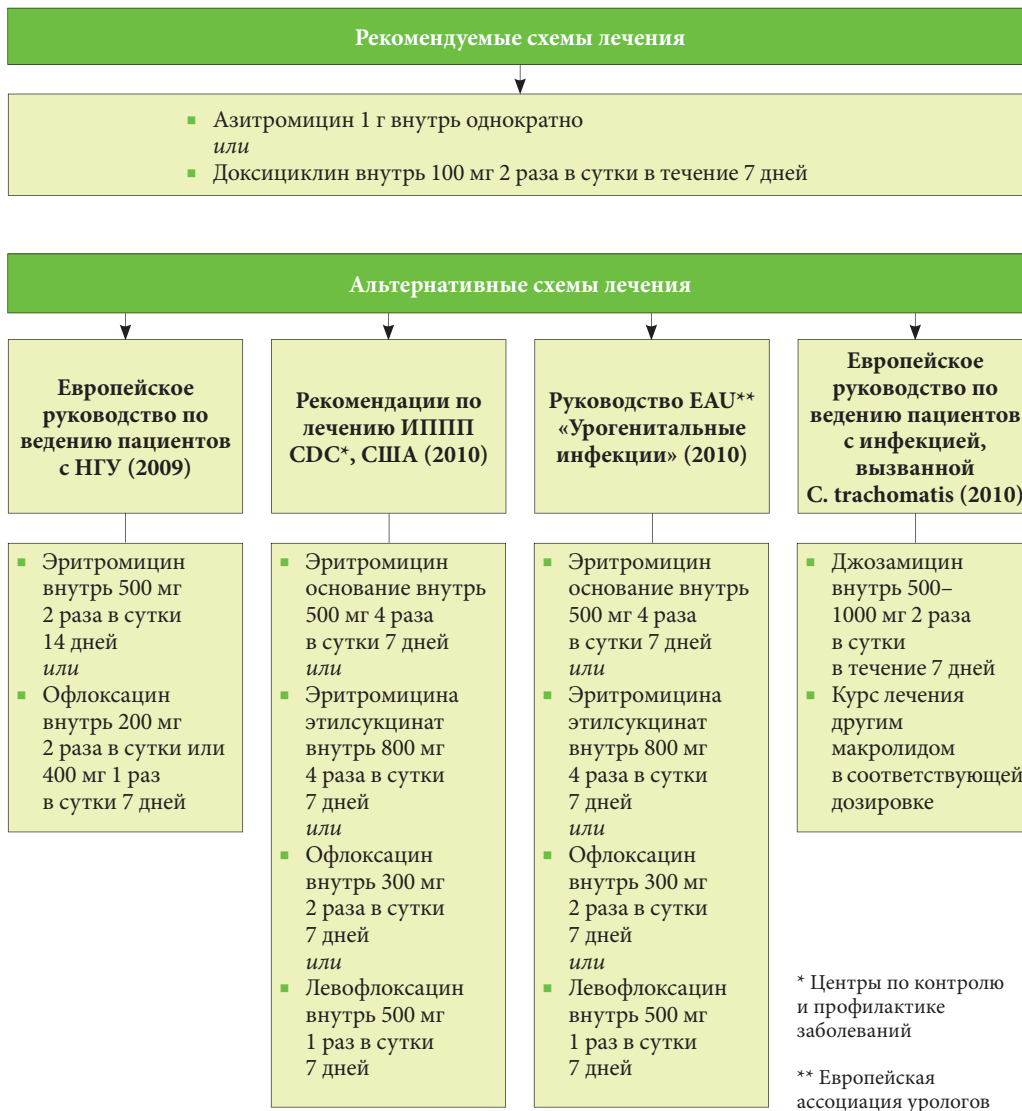 Рекомендуемые схемы лечения
▪ Азитромицин 1 г внутрь однократно
или
▪ Доксициклин внутрь 100 мг 2 раза в сутки в течение 7 дней
Альтернативные схемы лечения
Европейское
руководство по
ведению пациентов
с НГУ (2009)
▪ Эритромицин
внутрь 500 мг
2 раза в сутки
14 дней
или
▪ Офлоксацин
внутрь 200 мг
2 раза в сутки или
400 мг 1 раз
в сутки 7 дней
Рекомендации по
лечению ИППП
CDC*, США (2010)
▪ Эритромицин
основание внутрь
500 мг 4 раза
в сутки 7 дней
или
▪ Эритромицина
этилсукцинат
внутрь 800 мг
4 раза в сутки
7 дней
или
▪ Офлоксацин
внутрь 300 мг
2 раза в сутки
7 дней
или
▪ Левофлоксацин
внутрь 500 мг
1 раз в сутки
7 дней
Руководство EAU**
«Урогенитальные
инфекции» (2010)
▪ Эритромицин
основание внутрь
500 мг 4 раза
в сутки 7 дней
или
▪ Эритромицина
этилсукцинат
внутрь 800 мг
4 раза в сутки
7 дней
или
▪ Офлоксацин
внутрь 300 мг
2 раза в сутки
7 дней
или
▪ Левофлоксацин
внутрь 500 мг
1 раз в сутки
7 дней
Европейское
руководство по
ведению пациентов
с инфекцией,
вызванной
C. trachomatis (2010)
▪ Джозамицин
внутрь 500–
1000 мг 2 раза
в сутки
в течение 7 дней
▪ Курс лечения
другим
макролидом
в соответствующей
дозировке
* Центры по контролю
и профилактике
заболеваний
** Европейская
ассоциация урологов